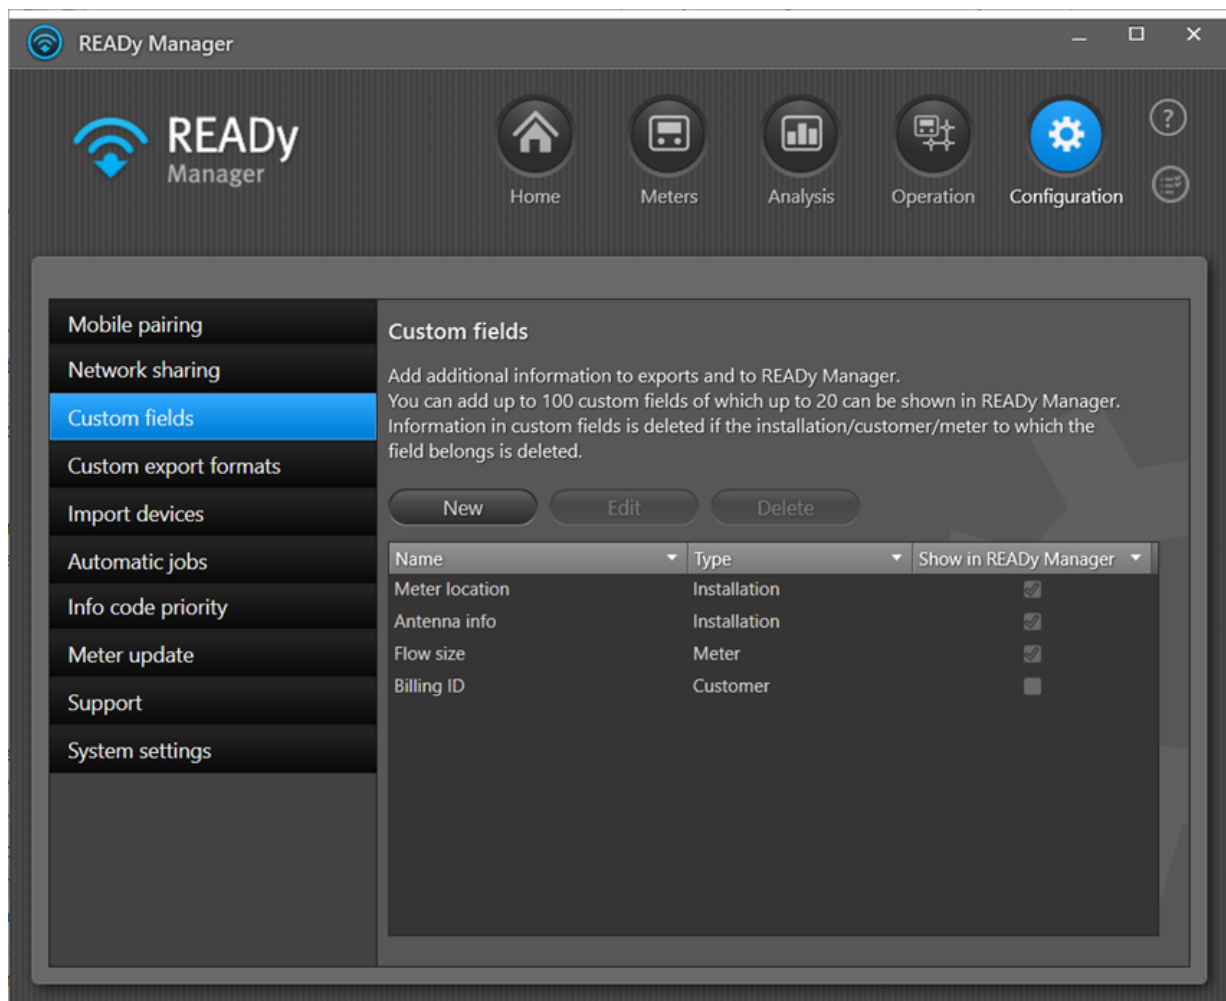 READy Manager
READy
Manager
Home
Meters
Analysis
Operation
Configuration
?
Mobile pairing
Network sharing
Custom fields
Custom export formats
Import devices
Automatic jobs
Info code priority
Meter update
Support
System settings
Custom fields
Add additional information to exports and to READy Manager.
You can add up to 100 custom fields of which up to 20 can be shown in READy Manager.
Information in custom fields is deleted if the installation/customer/meter to which the
field belongs is deleted.
New Edit Delete
Name Type Show in READy Manager
Meter location Installation
Antenna info Installation
Flow size Meter
Billing ID Customer